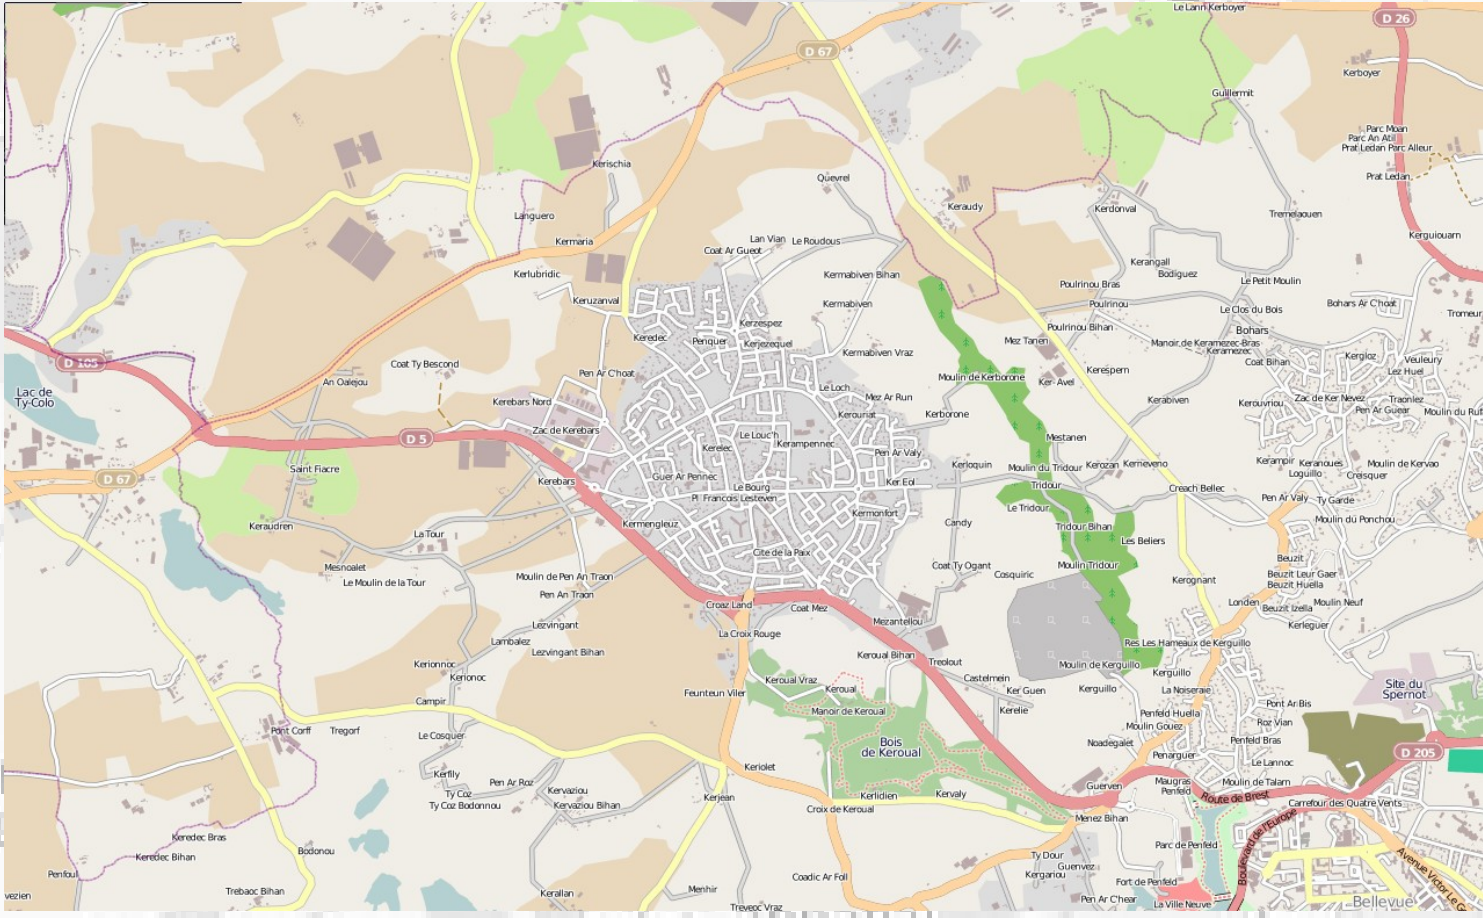 Le Lann Kerboyer
D 26
D 67
Kerboyer
Guillermit
Parc Moan
Parc An Atil
Prat Ledan Parc Alleur
Kerischia
Prat Ledan
Quevrel
Keraudy
Kerdonval
Languero
Tremelaouen
Kerguiouarn
Kermaria
Lan Vian
Le Roudous
Coat Ar Gueot
Kerangall
Bodiguez
Kerlubridic
Kermabiven Bihan
Poulrinou Bras
Le Petit Moulin
Keruzanval
Kermabiven
Poulrinou
Le Clos du Bois
Bohars Ar C'hoat
Tromeur
Kerzespez
Poulrinou Bihan
Bohars
Keredec
Penquer
Kerjezequel
Mez Tanen
Manoir de Keramezec-Bras
Keramezec
Kermabiven Vraz
Coat Bihan
Kergloz
Veuleury
D 105
Coat Ty Bescond
Pen Ar C'hoat
Kerespern
Lez Huel
An Oalejou
Moulin de Kerborone
Ker-Avel
Lac de
Ty-Colo
Le Loch
Mez Ar Run
Kerebars Nord
Kerabiven
Kerouvriou
Zac de Ker Nevez
Traonlez
Pen Ar Guear
Moulin du Ruf
Kerouriat
Kerborone
Zac de Kerebars
D 5
Le Louc'h
Kerampennec
Mestanen
Kerelec
Pen Ar Valy
Saint Fiacre
Kerloquin
Moulin du Tridour
Kerozan
Kerneveno
Kerampir
Keranoues
Loguillo
Moulin de Kervao
Creisquer
D 67
Kerebars
Guer Ar Pennec
Le Bourg
Ker Eol
Tridour
Creach Bellec
Pl Francois Lesteven
Pen Ar Valy
Ty Garde
Le Tridour
Kermonfort
Moulin du Ponchou
Keraudren
Kermengleuz
Candy
Tridour Bihan
La Tour
Les Beliers
Cite de la Paix
Beuzit
Mesnoalet
Coat Ty Ogant
Moulin Tridour
Beuzit Leur Gaer
Le Moulin de la Tour
Moulin de Pen An Traon
Cosquiric
Kerognant
Beuzit Huella
Pen An Traon
Londen
Moulin Neuf
Croaz Land
Coat Mez
Beuzit Izella
Lezvingant
Mezantellou
Kerleguer
La Croix Rouge
Lambalez
Res Les Hameaux de Kerguillo
Lezvingant Bihan
Keroual Bihan
Kerionnoc
Treolout
Moulin de Kerguillo
Kerionoc
Kerguillo
Keroual Vraz
Castelmein
Site du
Spernot
Feunteun Viler
Keroual
Ker Guen
Kerguillo
La Noiseraie
Campir
Kerelie
Pont Ar Bis
Manoir de Keroual
Penfeld Huella
Roz Vian
Pont Corff
Tregorf
Moulin Gouez
Le Cosquer
Bois
de Keroual
Noadegalet
Penfeld Bras
D 205
Penarguer
Le Lannoc
Keriolet
Kerfily
Pen Ar Roz
Maugras
Penfeld
Moulin de Talarn
Kervaziou
Guerven
Ty Coz
Ty Coz Bodonnou
Kervaziou Bihan
Kerjean
Kerlidien
Kervaly
Route de Brest
Carrefour des Quatre Vents
Croix de Keroual
Menez Bihan
Boulevard de l'Europe
Keredec Bras
Parc de Penfeld
Keredec Bihan
Bodonou
Ty Dour
Avenue Victor Le G
Guenvez
Penfoul
Kergariou
Coadic Ar Foll
vezien
Trebaoc Bihan
Kerallan
Menhir
Fort de Penfeld
Pen Ar C'hear
Treveoc Vraz
La Ville Neuve
Bellevue